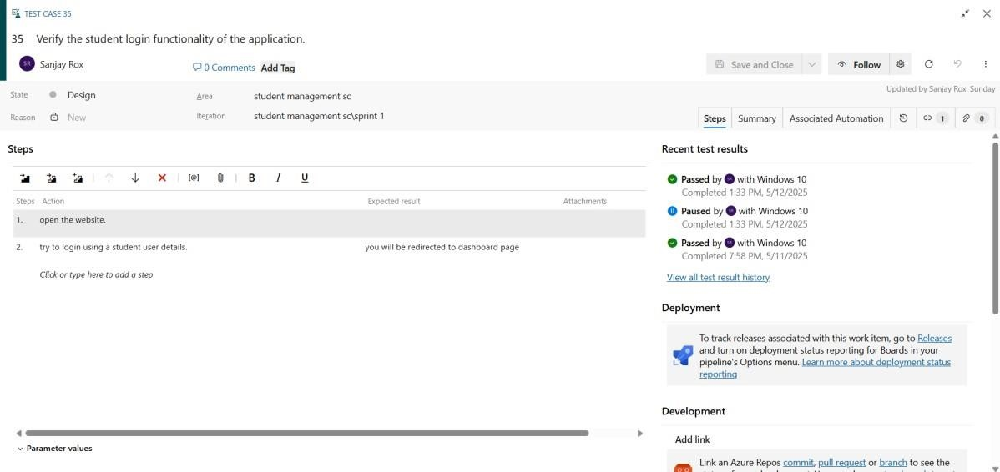 TEST CASE 35
35 Verify the student login functionality of the application.
SR Sanjay Rox
0 Comments Add Tag
Save and Close
Follow
State Design
Area student management sc
Updated by Sanjay Rox: Sunday
Reason New
Iteration student management sc\sprint 1
Steps Summary Associated Automation 1 0
Steps
B I U
Steps Action Expected result Attachments
1. open the website.
2. try to login using a student user details. you will be redirected to dashboard page
Click or type here to add a step
Parameter values
Recent test results
Passed by SR with Windows 10
Completed 1:33 PM, 5/12/2025
Paused by SR with Windows 10
Completed 1:33 PM, 5/12/2025
Passed by SR with Windows 10
Completed 7:58 PM, 5/11/2025
View all test result history
Deployment
To track releases associated with this work item, go to Releases
and turn on deployment status reporting for Boards in your
pipeline's Options menu. Learn more about deployment status
reporting
Development
Add link
Link an Azure Repos commit, pull request or branch to see the